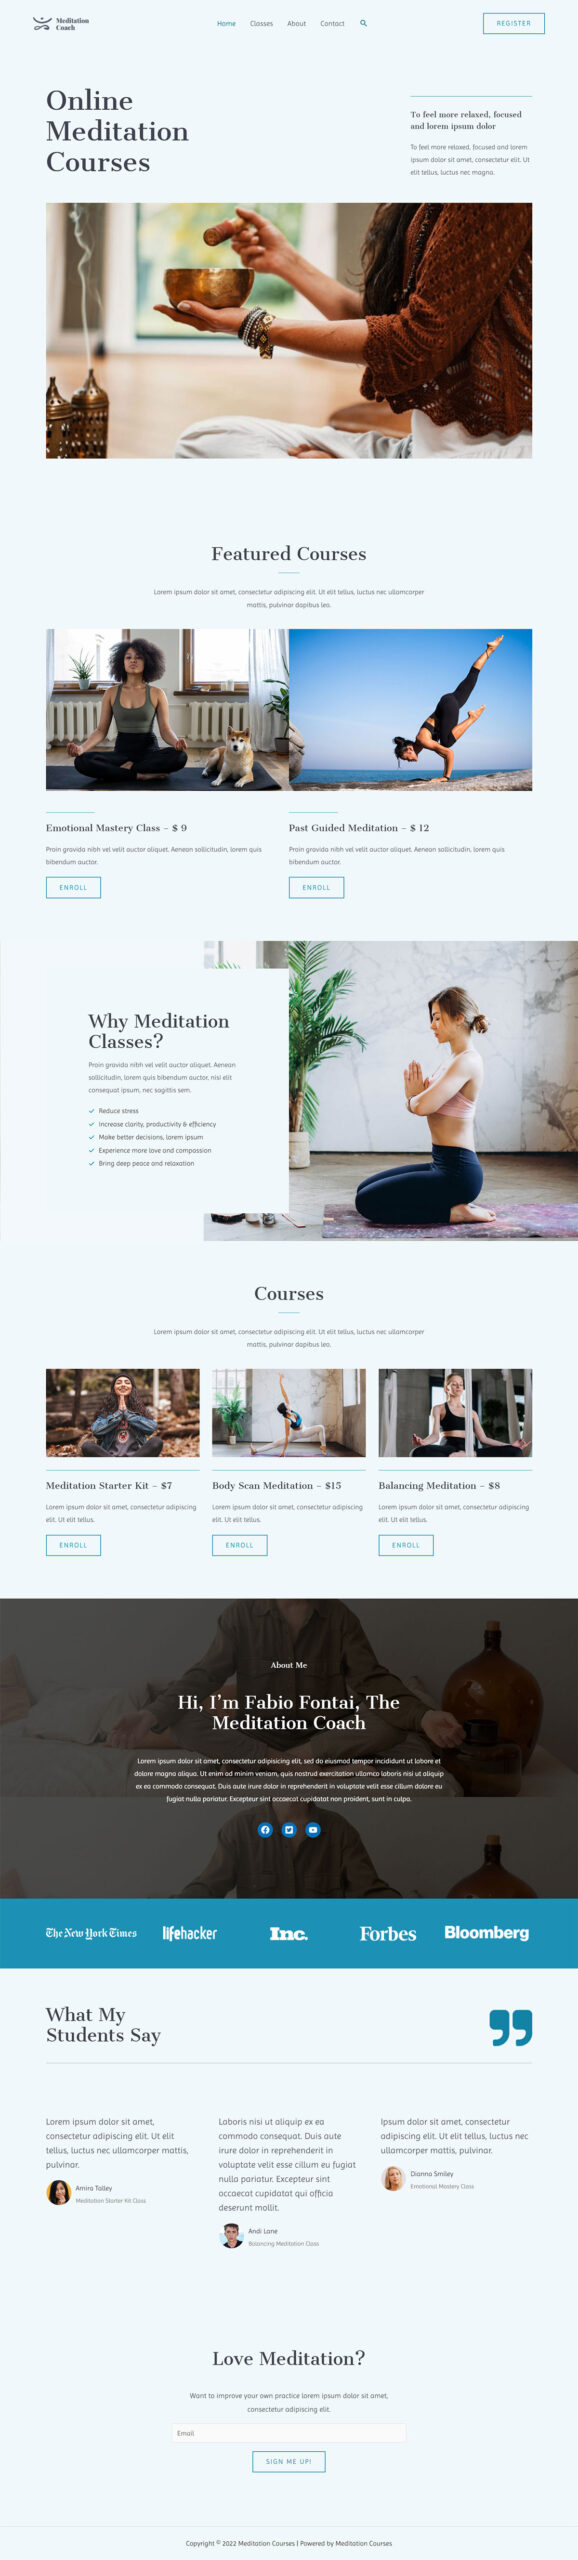 Meditation
Coach
Home
Classes
About
Contact
REGISTER
Online
Meditation
Courses
To feel more relaxed, focused
and lorem ipsum dolor
To feel more relaxed, focused and lorem
ipsum dolor sit amet, consectetur elit. Ut
elit tellus, luctus nec magna.
Featured Courses
Lorem ipsum dolor sit amet, consectetur adipiscing elit. Ut elit tellus, luctus nec ullamcorper
mattis, pulvinar dapibus leo.
Emotional Mastery Class – $ 9
Proin gravida nibh vel velit auctor aliquet. Aenean sollicitudin, lorem quis
bibendum auctor.
ENROLL
Past Guided Meditation – $ 12
Proin gravida nibh vel velit auctor aliquet. Aenean sollicitudin, lorem quis
bibendum auctor.
ENROLL
Why Meditation
Classes?
Proin gravida nibh vel velit auctor aliquet. Aenean
sollicitudin, lorem quis bibendum auctor, nisi elit
consequat ipsum, nec sagittis sem.
Reduce stress
Increase clarity, productivity & efficiency
Make better decisions, lorem ipsum
Experience more love and compassion
Bring deep peace and relaxation
Courses
Lorem ipsum dolor sit amet, consectetur adipiscing elit. Ut elit tellus, luctus nec ullamcorper
mattis, pulvinar dapibus leo.
Meditation Starter Kit – $7
Lorem ipsum dolor sit amet, consectetur adipiscing
elit. Ut elit tellus.
ENROLL
Body Scan Meditation – $15
Lorem ipsum dolor sit amet, consectetur adipiscing
elit. Ut elit tellus.
ENROLL
Balancing Meditation – $8
Lorem ipsum dolor sit amet, consectetur adipiscing
elit. Ut elit tellus.
ENROLL
About Me
Hi, I’m Fabio Fontai, The
Meditation Coach
Lorem ipsum dolor sit amet, consectetur adipisicing elit, sed do eiusmod tempor incididunt ut labore et
dolore magna aliqua. Ut enim ad minim veniam, quis nostrud exercitation ullamco laboris nisi ut aliquip
ex ea commodo consequat. Duis aute irure dolor in reprehenderit in voluptate velit esse cillum dolore eu
fugiat nulla pariatur. Excepteur sint occaecat cupidatat non proident, sunt in culpa.
The New York Times
lifehacker
Inc.
Forbes
Bloomberg
What My
Students Say
Lorem ipsum dolor sit amet,
consectetur adipiscing elit. Ut elit
tellus, luctus nec ullamcorper mattis,
pulvinar.
Amira Talley
Meditation Starter Kit Class
Laboris nisi ut aliquip ex ea
commodo consequat. Duis aute
irure dolor in reprehenderit in
voluptate velit esse cillum eu fugiat
nulla pariatur. Excepteur sint
occaecat cupidatat qui officia
deserunt mollit.
Andi Lane
Balancing Meditation Class
Ipsum dolor sit amet, consectetur
adipiscing elit. Ut elit tellus, luctus nec
ullamcorper mattis, pulvinar.
Dianna Smiley
Emotional Mastery Class
Love Meditation?
Want to improve your own practice lorem ipsum dolor sit amet,
consectetur adipiscing elit.
Email
SIGN ME UP!
Copyright © 2022 Meditation Courses | Powered by Meditation Courses